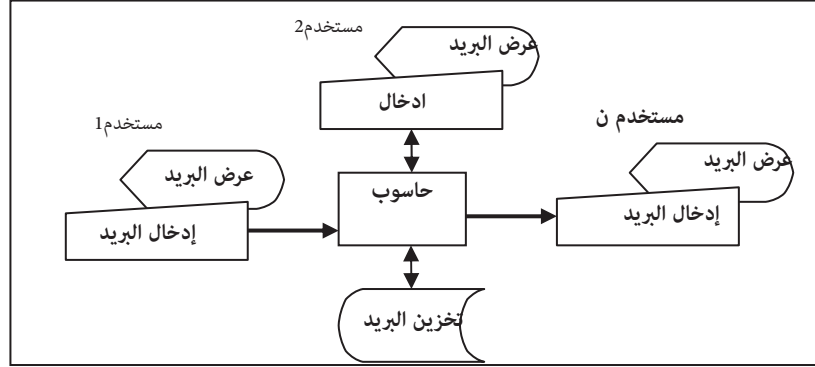 مستخدم2
عرض البريد
ادخال
مستخدم1
عرض البريد
إدخال البريد
حاسوب
مستخدم ن
عرض البريد
إدخال البريد
تخزين البريد